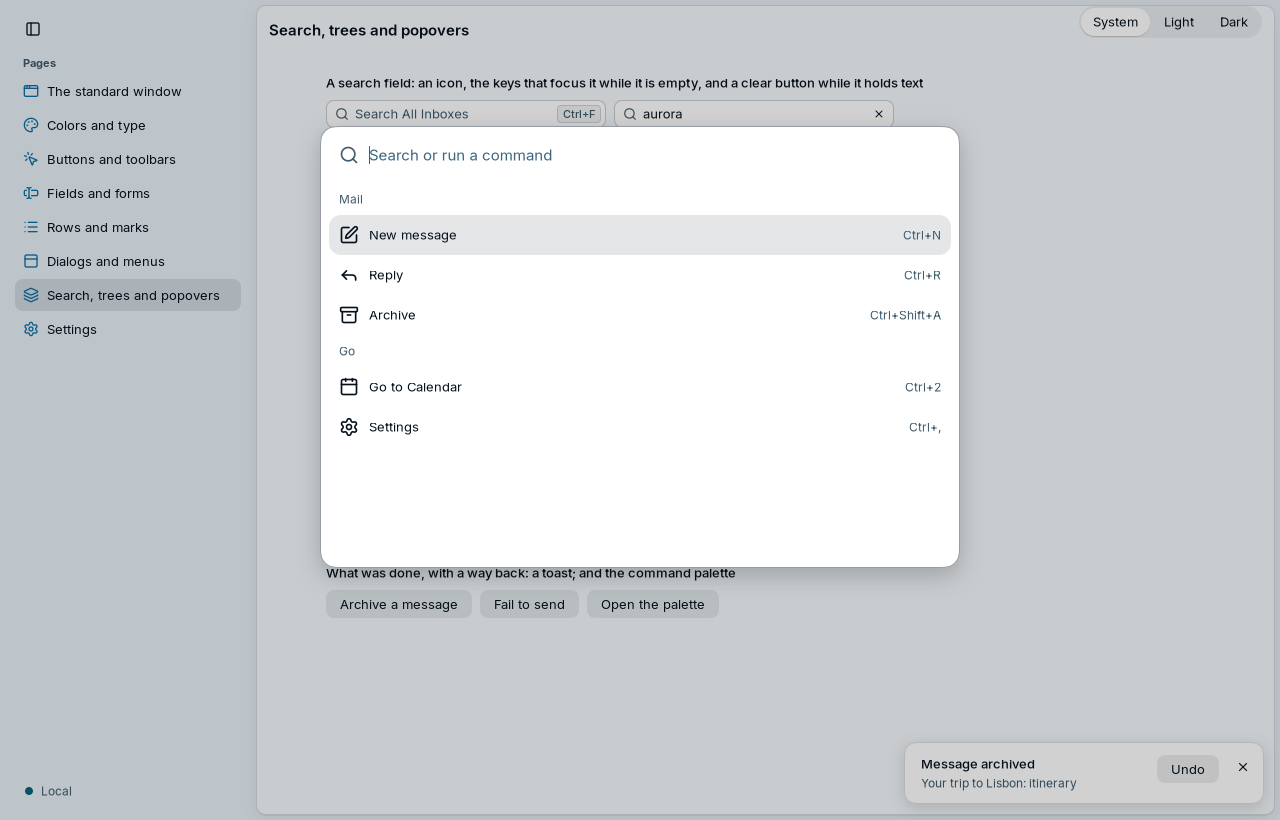 Search, trees and popovers
System Light Dark
Pages
The standard window
Colors and type
Buttons and toolbars
Fields and forms
Rows and marks
Dialogs and menus
Search, trees and popovers
Settings
Local
A search field: an icon, the keys that focus it while it is empty, and a clear button while it holds text
Search All Inboxes Ctrl+F aurora
Search or run a command
Mail
New message Ctrl+N
Reply Ctrl+R
Archive Ctrl+Shift+A
Go
Go to Calendar Ctrl+2
Settings Ctrl+,
What was done, with a way back: a toast; and the command palette
Archive a message Fail to send Open the palette
Message archived
Your trip to Lisbon: itinerary
Undo